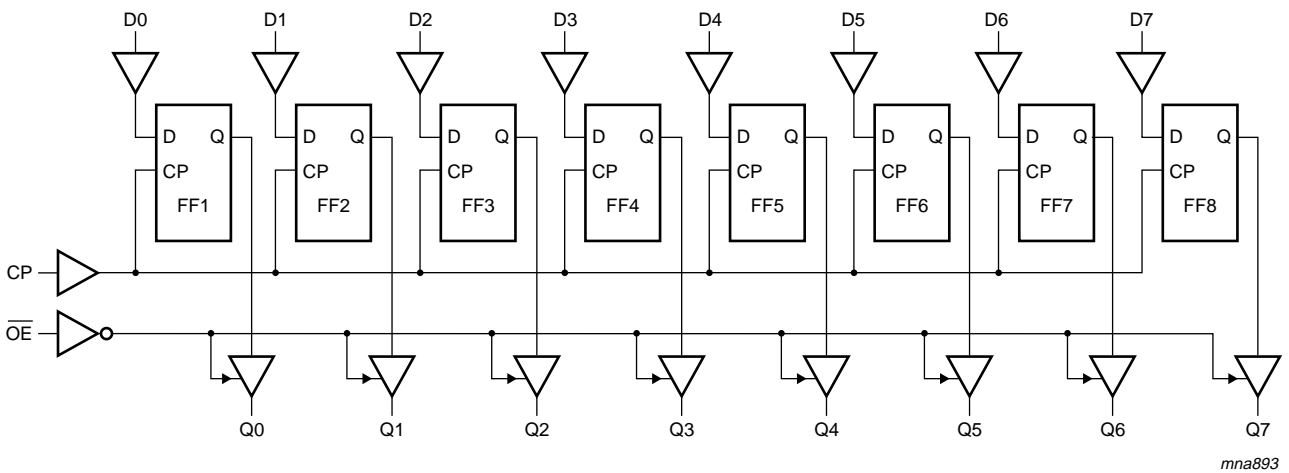 D0 D1 D2 D3 D4 D5 D6 D7
D Q D Q D Q D Q D Q D Q D Q D Q
CP CP CP CP CP CP CP CP
FF1 FF2 FF3 FF4 FF5 FF6 FF7 FF8
CP
OE
Q0 Q1 Q2 Q3 Q4 Q5 Q6 Q7
mna893